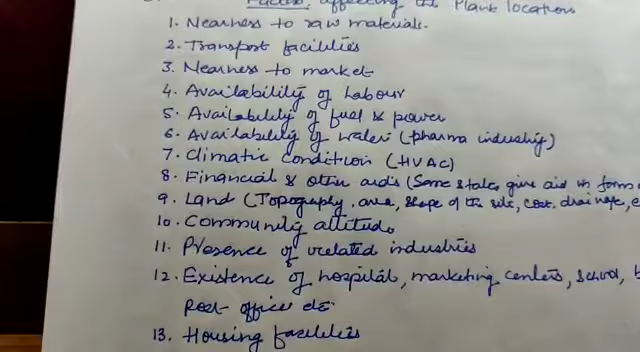 Factors affecting the Plant location
1. Nearness to raw materials.
2. Transport facilities
3. Nearness to market
4. Availability of Labour
5. Availability of fuel & power
6. Availability of water (pharma industry)
7. Climatic condition (HVAC)
8. Financial & other aids (Some states give aid in form
9. Land (Topography, area, shape of the site, cost, drainage, e
10. Community attitude
11. Presence of related industries
12. Existence of hospital, marketing centers, school, b
Post office etc
13. Housing facilities